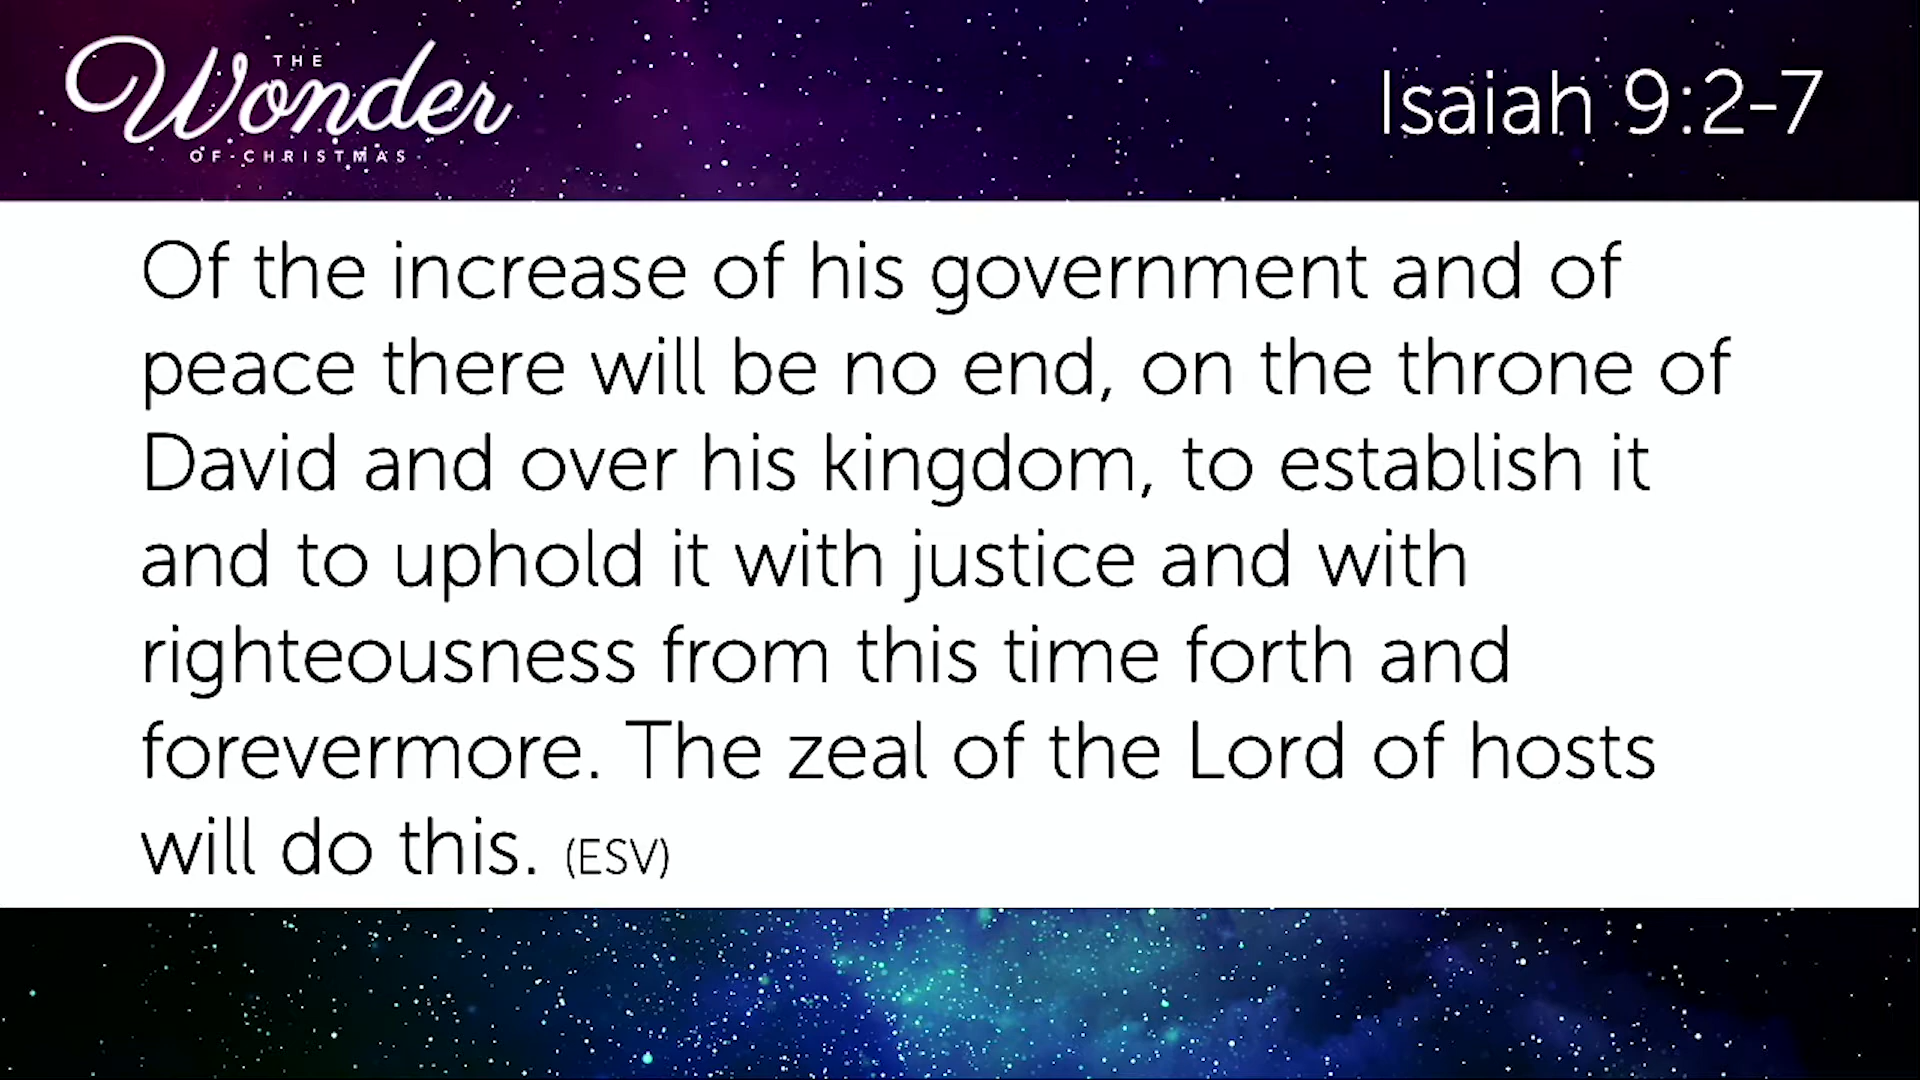 THE
Wonder
OF CHRISTMAS
Isaiah 9:2-7
Of the increase of his government and of
peace there will be no end, on the throne of
David and over his kingdom, to establish it
and to uphold it with justice and with
righteousness from this time forth and
forevermore. The zeal of the Lord of hosts
will do this. (ESV)